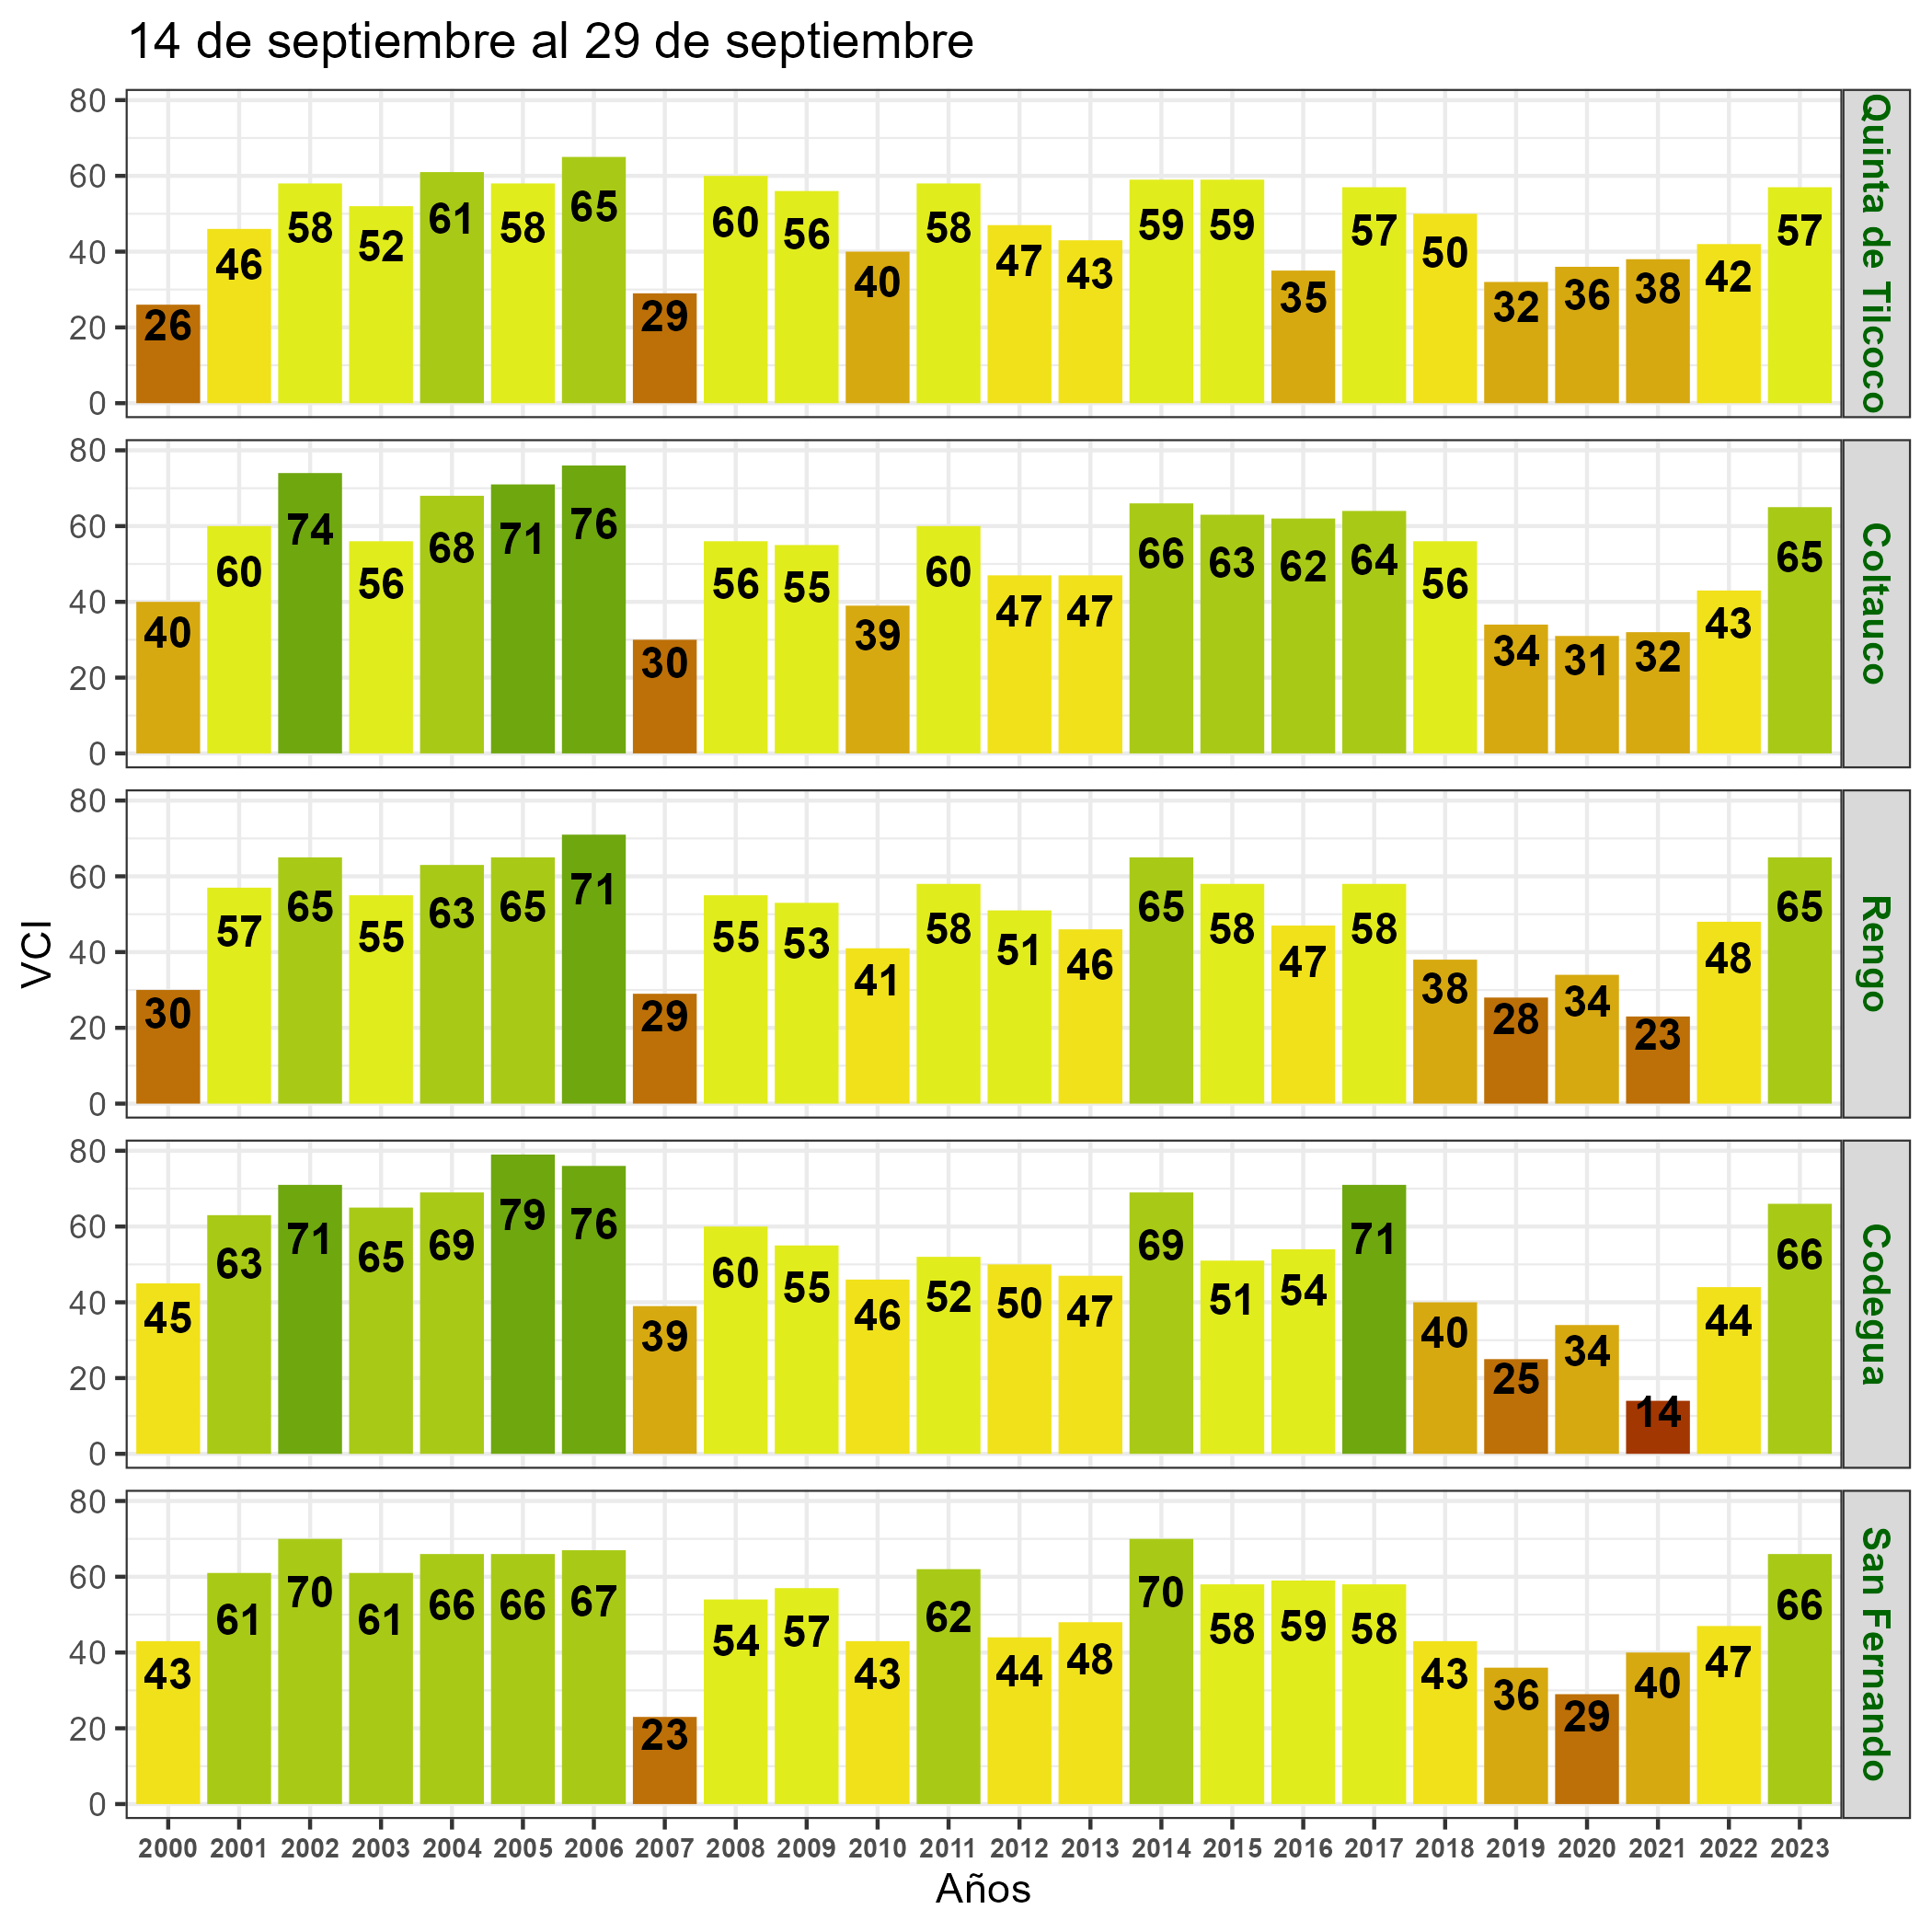 14 de septiembre al 29 de septiembre
VCI
80
60
40
20
0
26 46 58 52 61 58 65 29 60 56 40 58 47 43 59 59 35 57 50 32 36 38 42 57
Quinta de Tilcoco
80
60
40
20
0
40 60 74 56 68 71 76 30 56 55 39 60 47 47 66 63 62 64 56 34 31 32 43 65
Coltauco
80
60
40
20
0
30 57 65 55 63 65 71 29 55 53 41 58 51 46 65 58 47 58 38 28 34 23 48 65
Rengo
80
60
40
20
0
45 63 71 65 69 79 76 39 60 55 46 52 50 47 69 51 54 71 40 25 34 14 44 66
Codegua
80
60
40
20
0
43 61 70 61 66 66 67 23 54 57 43 62 44 48 70 58 59 58 43 36 29 40 47 66
San Fernando
2000 2001 2002 2003 2004 2005 2006 2007 2008 2009 2010 2011 2012 2013 2014 2015 2016 2017 2018 2019 2020 2021 2022 2023
Años